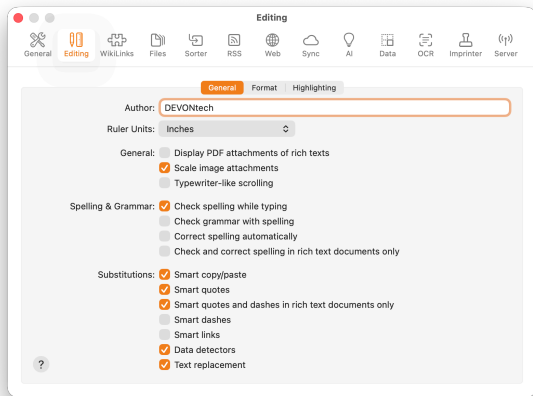 Editing
General Editing WikiLinks Files Sorter RSS Web Sync AI Data OCR Imprinter Server
General Format Highlighting
Author: DEVONtech
Ruler Units: Inches
General: Display PDF attachments of rich texts
Scale image attachments
Typewriter-like scrolling
Spelling & Grammar: Check spelling while typing
Check grammar with spelling
Correct spelling automatically
Check and correct spelling in rich text documents only
Substitutions: Smart copy/paste
Smart quotes
Smart quotes and dashes in rich text documents only
Smart dashes
Smart links
Data detectors
? Text replacement